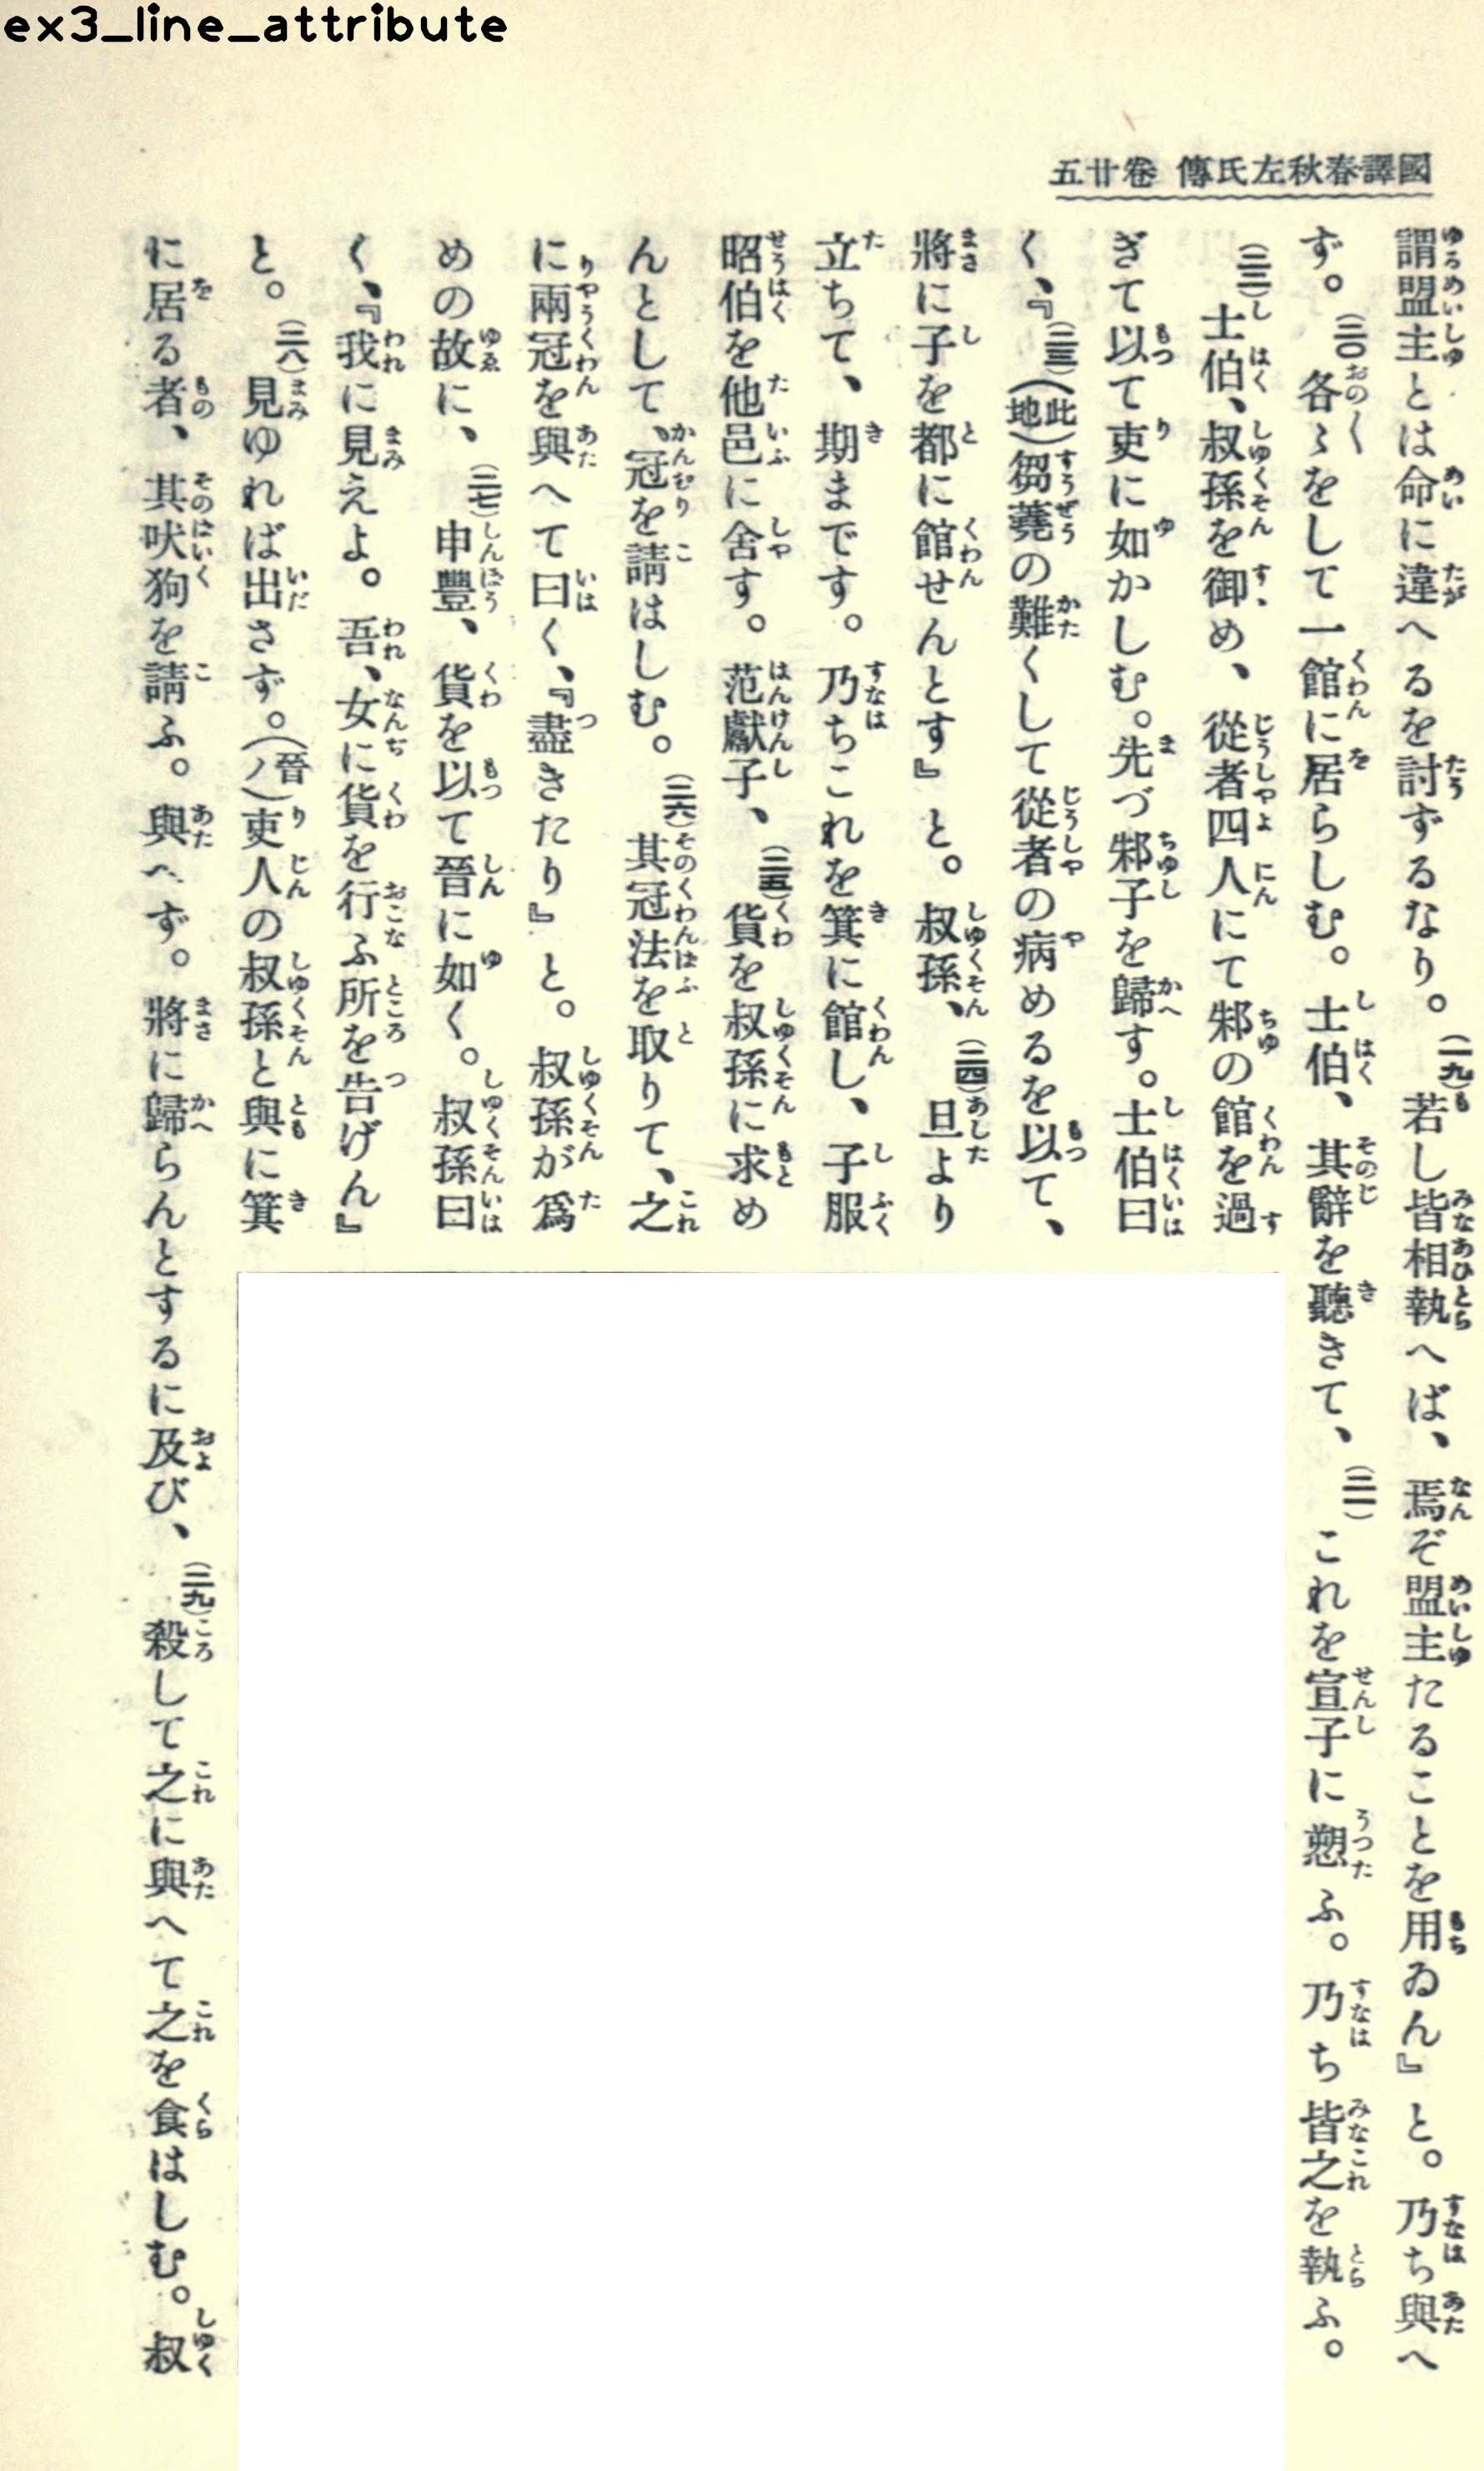 ex3_line_attribute
國譯春秋左氏傳 卷廿五
謂盟主とは命に違へるを討ずるなり。(一九)若し皆相執へば、焉ぞ盟主たることを用ゐん』と。乃ち與へ
ず。(二〇)各〻をして一館に居らしむ。士伯、其辭を聽きて、(二一)これを宣子に愬ふ。乃ち皆之を執ふ。
(二二)士伯、叔孫を御め、從者四人にて邾の館を過
ぎて以て吏に如かしむ。先づ邾子を歸す。士伯曰
く、『(二三)(此地)芻蕘の難くして從者の病めるを以て、
將に子を都に館せんとす』と。叔孫、(二四)旦より
立ちて、期まです。乃ちこれを箕に館し、子服
昭伯を他邑に舍す。范獻子、(二五)貨を叔孫に求め
んとして、冠を請はしむ。(二六)其冠法を取りて、之
に兩冠を與へて曰く、『盡きたり』と。叔孫が爲
めの故に、(二七)申豐、貨を以て晉に如く。叔孫曰
く、『我に見えよ。吾、女に貨を行ふ所を告げん』
と。(二八)見ゆれば出さず。(晉ノ)吏人の叔孫と與に箕
に居る者、其吠狗を請ふ。與へず。將に歸らんとするに及び、(二九)殺して之に與へて之を食はしむ。叔